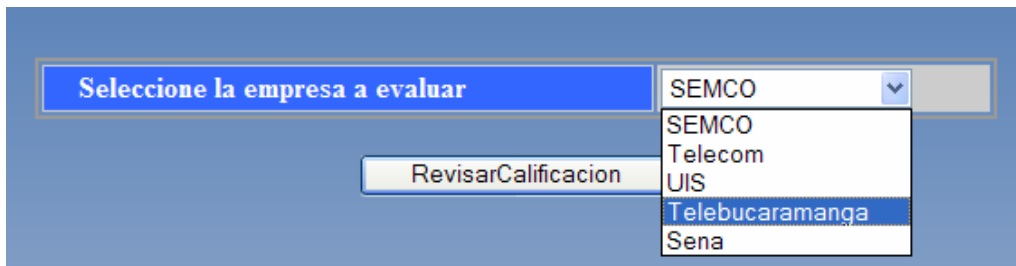 Seleccione la empresa a evaluar SEMCO
SEMCO
Telecom
RevisarCalificacion
UIS
Telebucaramanga
Sena